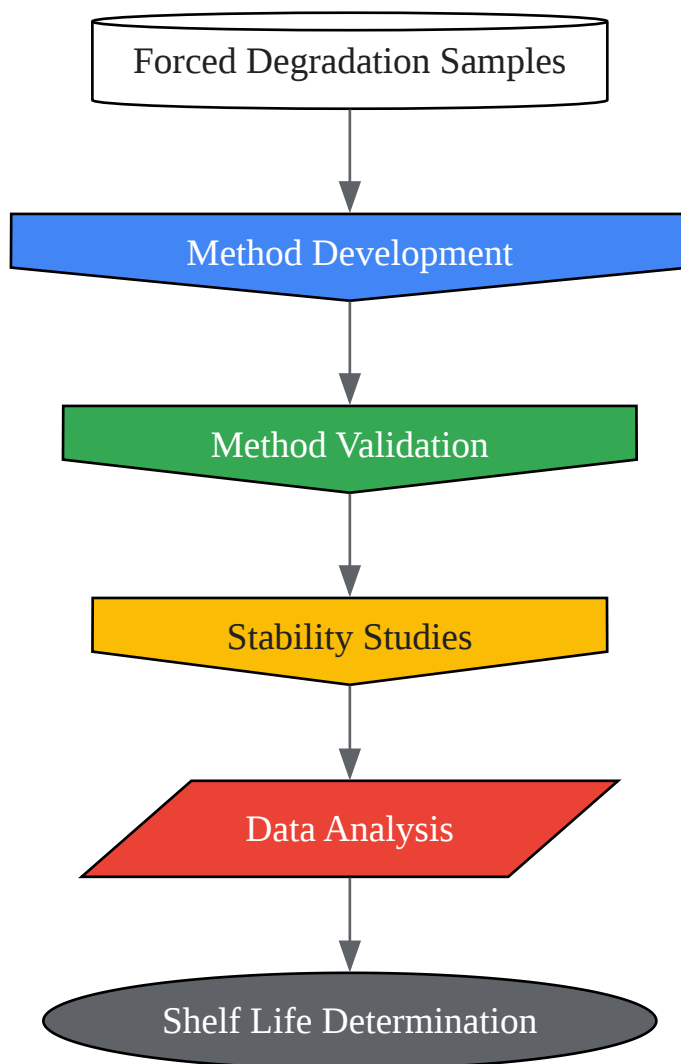 Forced Degradation Samples
Method Development
Method Validation
Stability Studies
Data Analysis
Shelf Life Determination